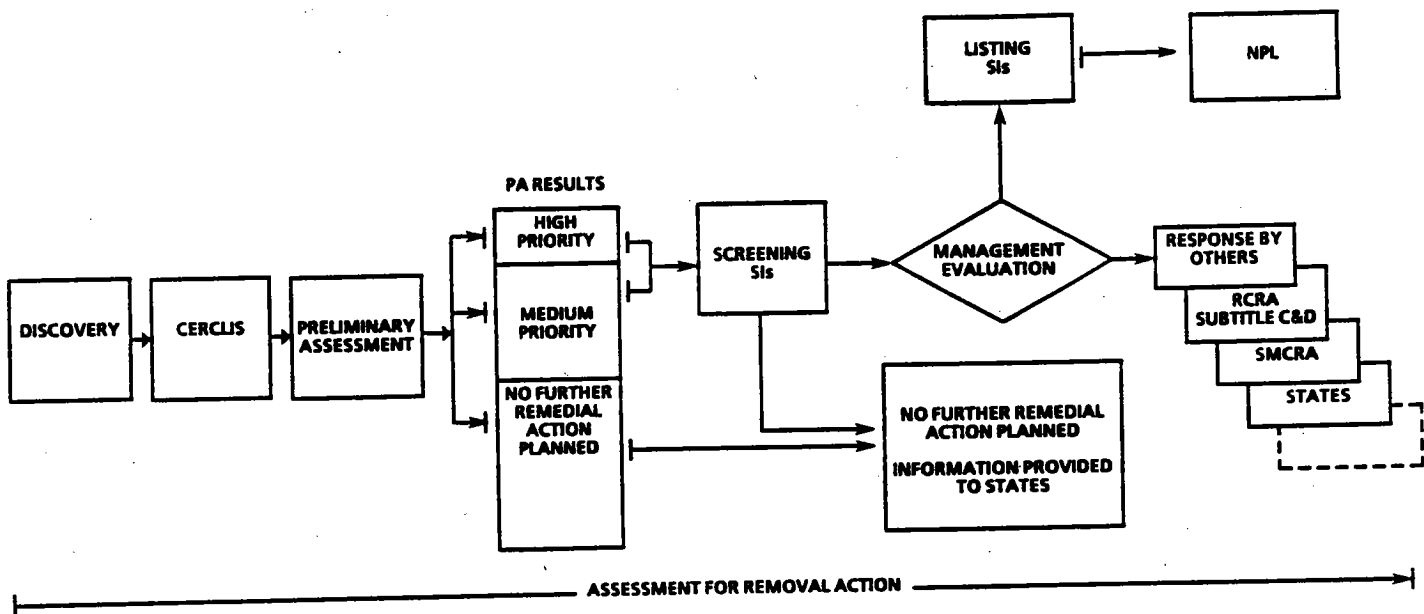 LISTING
SIs
NPL
PA RESULTS
HIGH
PRIORITY
MEDIUM
PRIORITY
NO FURTHER
REMEDIAL
ACTION
PLANNED
DISCOVERY
CERCLIS
PRELIMINARY
ASSESSMENT
SCREENING
SIs
MANAGEMENT
EVALUATION
RESPONSE BY
OTHERS
RCRA
SUBTITLE C&D
SMCRA
STATES
NO FURTHER REMEDIAL
ACTION PLANNED
INFORMATION PROVIDED
TO STATES
ASSESSMENT FOR REMOVAL ACTION